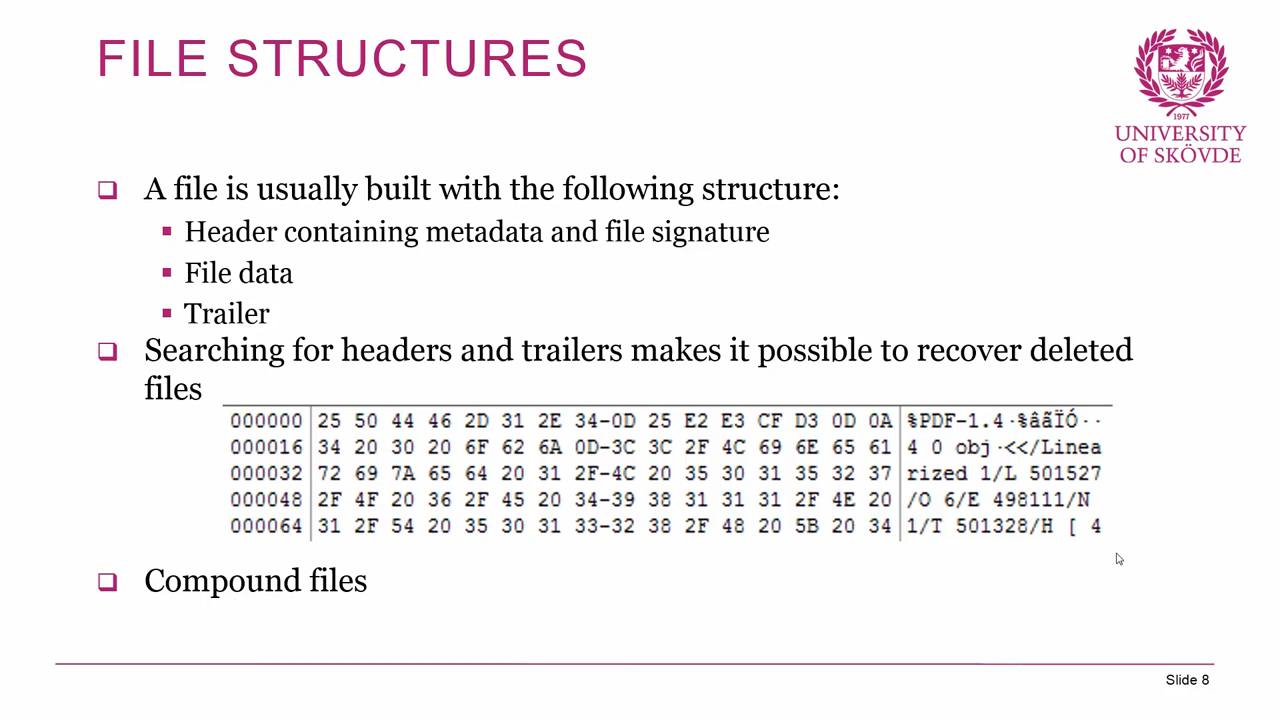 FILE STRUCTURES
1977
UNIVERSITY
OF SKÖVDE
A file is usually built with the following structure:
Header containing metadata and file signature
File data
Trailer
Searching for headers and trailers makes it possible to recover deleted
files
000000 25 50 44 46 2D 31 2E 34-0D 25 E2 E3 CF D3 0D 0A %PDF-1.4·%âãÏÓ··
000016 34 20 30 20 6F 62 6A 0D-3C 3C 2F 4C 69 6E 65 61 4 0 obj·<</Linea
000032 72 69 7A 65 64 20 31 2F-4C 20 35 30 31 35 32 37 rized 1/L 501527
000048 2F 4F 20 36 2F 45 20 34-39 38 31 31 31 2F 4E 20 /O 6/E 498111/N
000064 31 2F 54 20 35 30 31 33-32 38 2F 48 20 5B 20 34 1/T 501328/H [ 4
Compound files
Slide 8